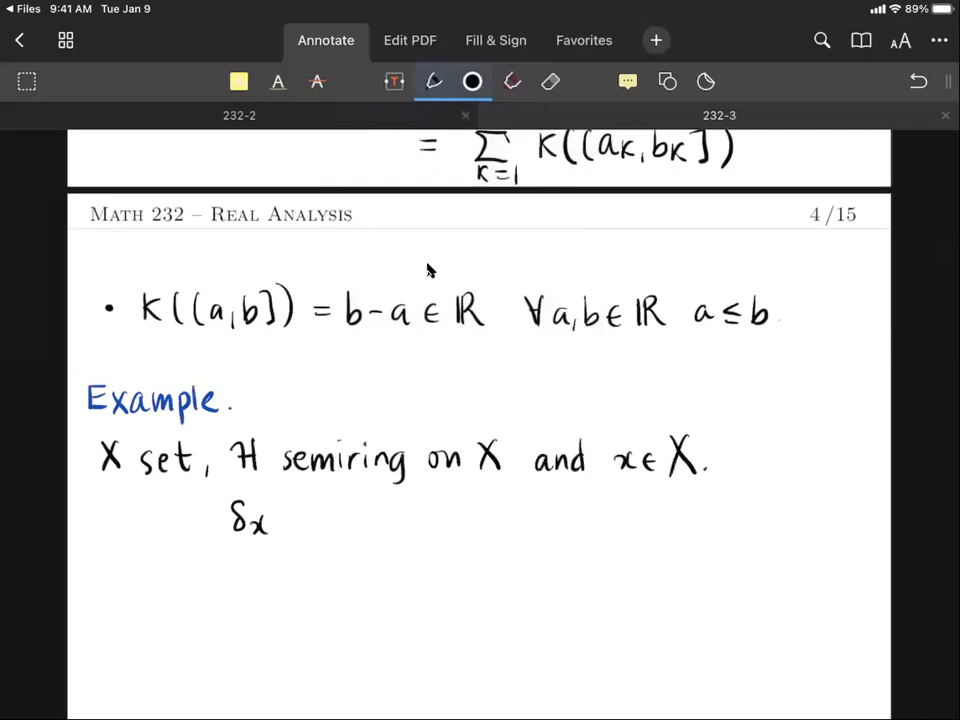 Files 9:41 AM Tue Jan 9 89%
Annotate Edit PDF Fill & Sign Favorites + AA
A A T
232-2 232-3
= ∑_{K=1} K((a_K, b_K])
MATH 232 – REAL ANALYSIS 4/15
• K((a,b]) = b-a ∈ ℝ ∀a,b ∈ ℝ a ≤ b.
Example.
X set, H semiring on X and x ∈ X.
δ_x